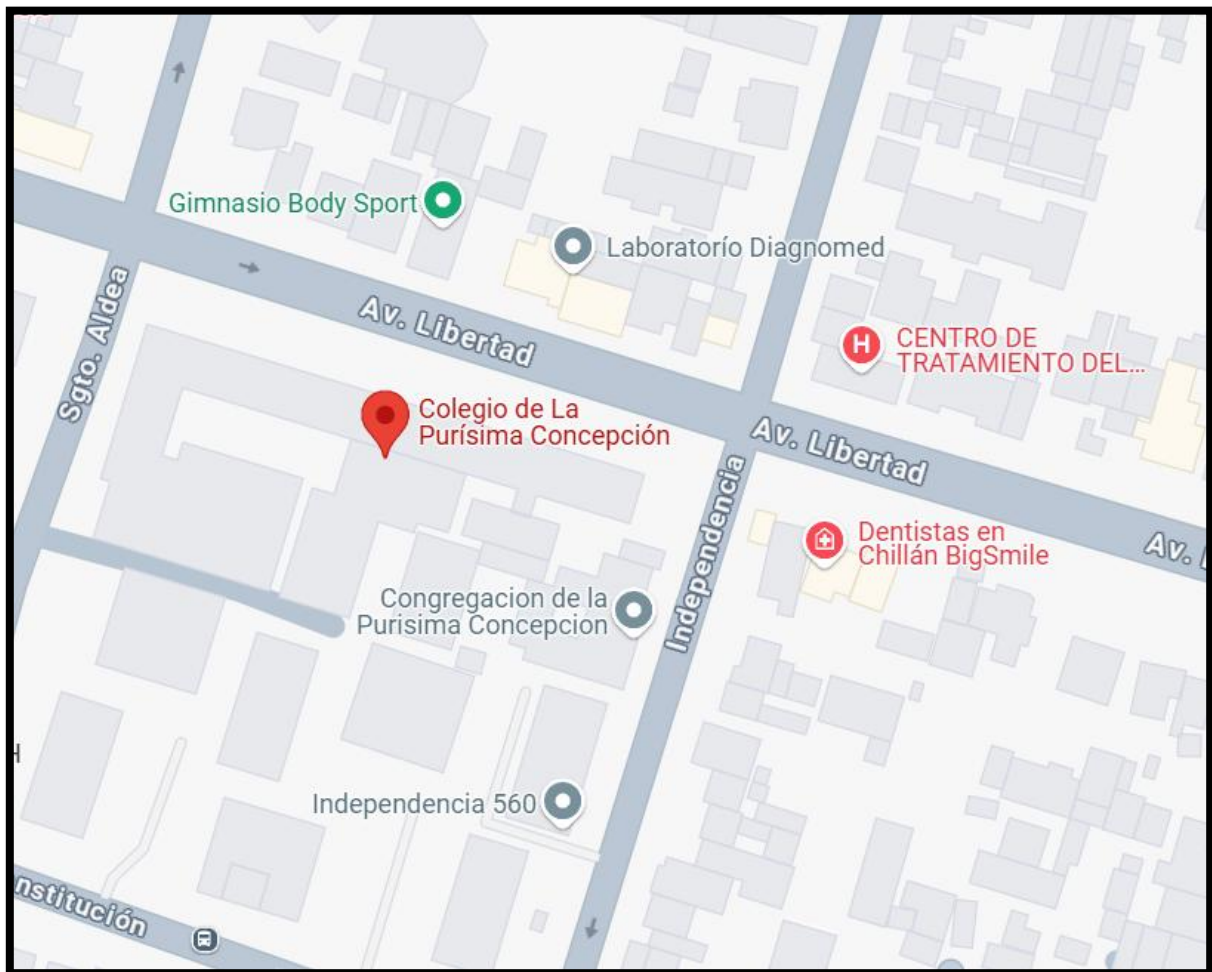 Gimnasio Body Sport
Laboratorío Diagnomed
Sgto. Aldea
Av. Libertad
CENTRO DE
TRATAMIENTO DEL...
Colegio de La
Purísima Concepción
Av. Libertad
Independencia
Dentistas en
Chillán BigSmile
Av.
Congregacion de la
Purisima Concepcion
Independencia 560
nstitución